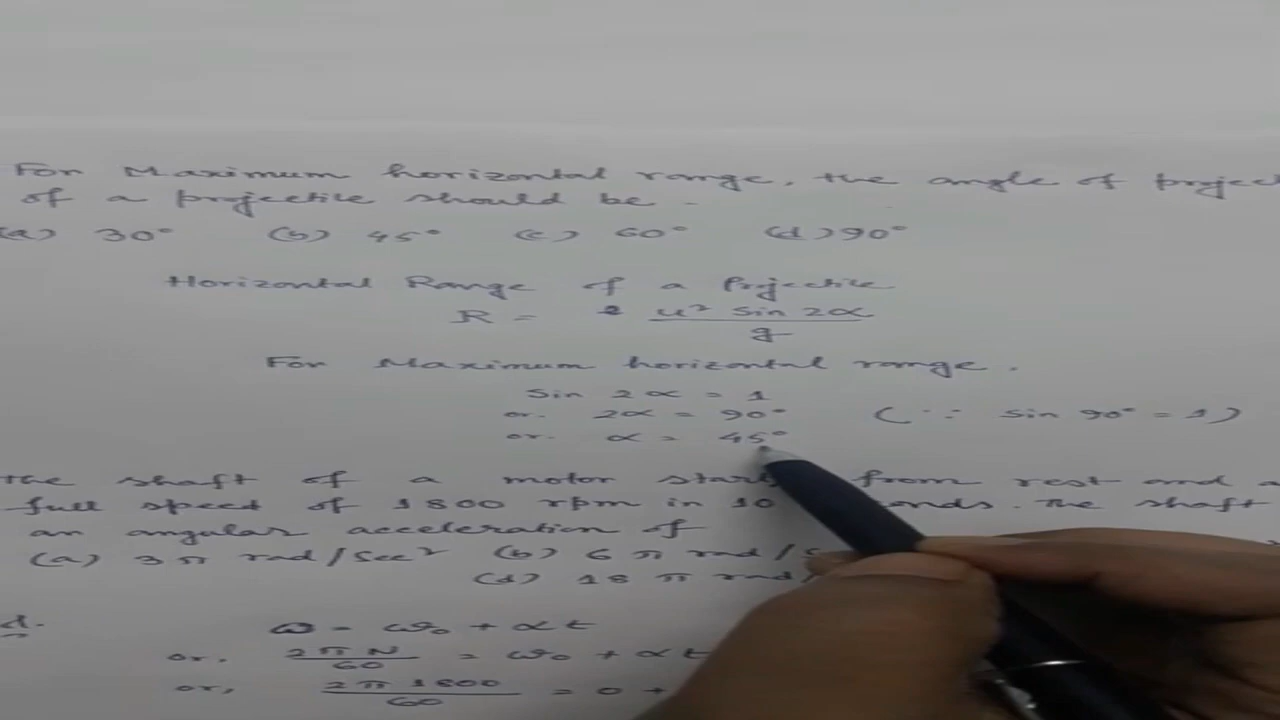 For Maximum horizontal range, the angle of project
of a projectile should be -
(a) 30° (b) 45° (c) 60° (d) 90°
Horizontal Range of a Projectile
R = u² sin 2α / g
For Maximum horizontal range.
Sin 2α = 1
or. 2α = 90° (∵ sin 90° = 1)
or. α = 45°
the shaft of a motor start from rest and a
full speed of 1800 rpm in 10 onds. The shaft
an angular acceleration of
(a) 3π rad/sec² (b) 6π rad/s
(d) 18π rad/
d.
ω = ω₀ + αt
or. 2πN / 60 = ω₀ + αt
or, 2π 1800 / 60 = 0 +